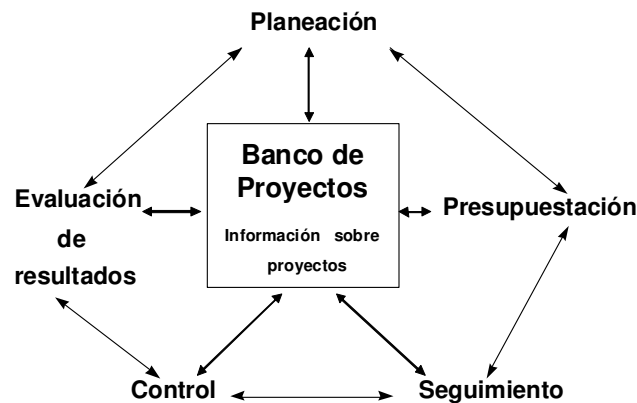 Planeación
Banco de
Proyectos
Información sobre
proyectos
Evaluación
de
resultados
Presupuestación
Control
Seguimiento